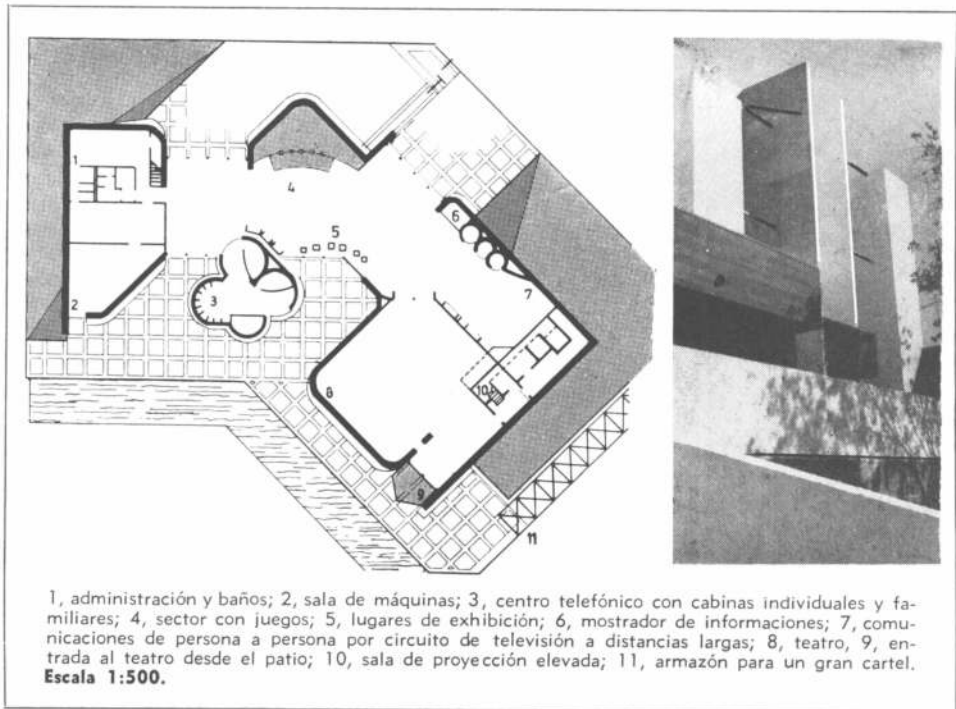 1
2
3
4
5
6
7
8
9
10
11
1, administración y baños; 2, sala de máquinas; 3, centro telefónico con cabinas individuales y fa-
miliares; 4, sector con juegos; 5, lugares de exhibición; 6, mostrador de informaciones; 7, comu-
nicaciones de persona a persona por circuito de televisión a distancias largas; 8, teatro, 9, en-
trada al teatro desde el patio; 10, sala de proyección elevada; 11, armazón para un gran cartel.
Escala 1:500.